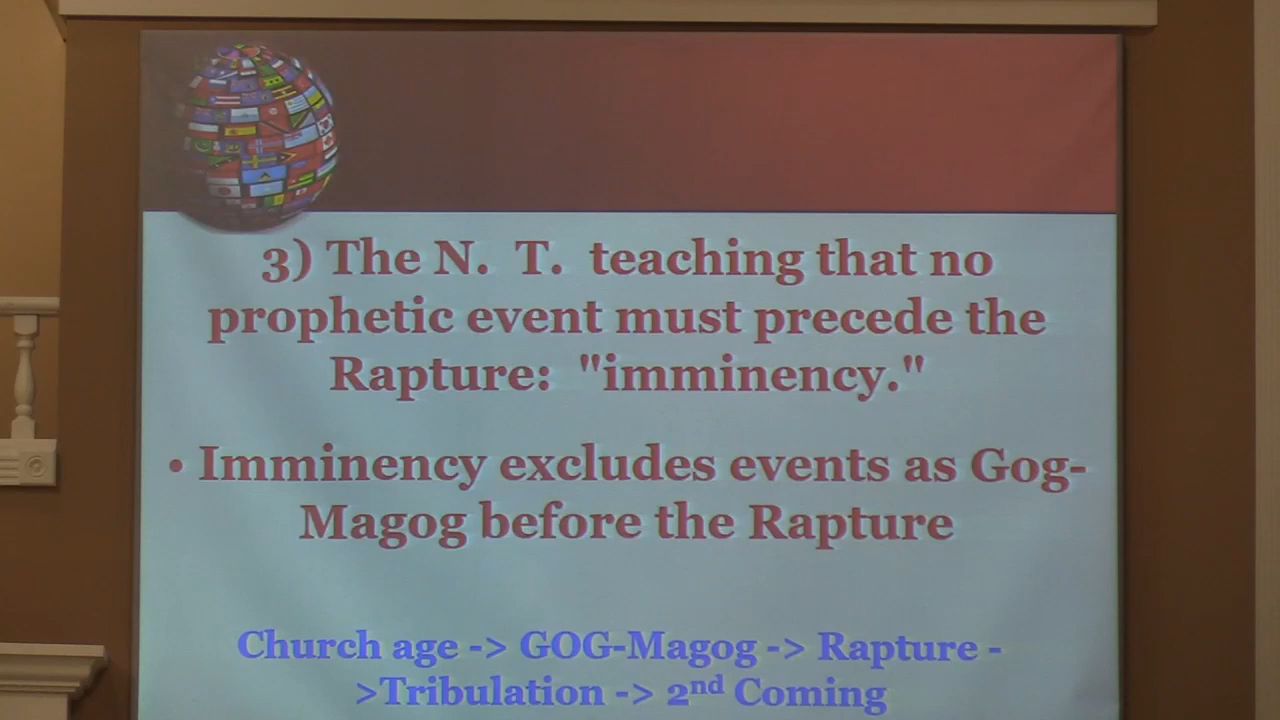 3) The N. T. teaching that no
prophetic event must precede the
Rapture: "imminency."
• Imminency excludes events as Gog-
Magog before the Rapture
Church age -> GOG-Magog -> Rapture -
>Tribulation -> 2nd Coming